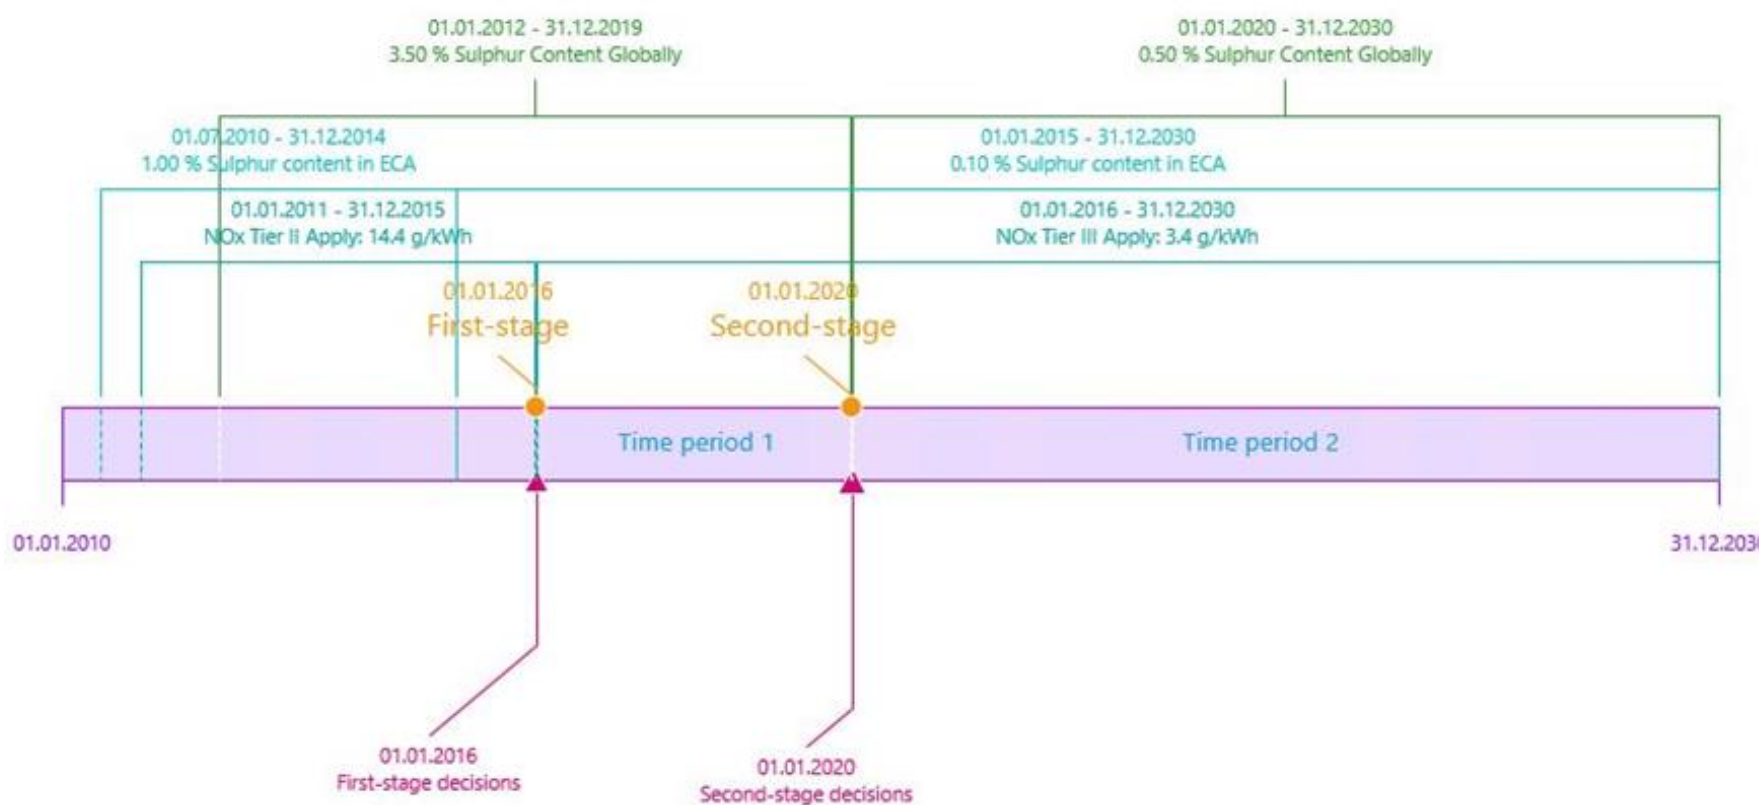 01.01.2012 - 31.12.2019
3.50 % Sulphur Content Globally
01.01.2020 - 31.12.2030
0.50 % Sulphur Content Globally
01.07.2010 - 31.12.2014
1.00 % Sulphur content in ECA
01.01.2015 - 31.12.2030
0.10 % Sulphur content in ECA
01.01.2011 - 31.12.2015
NOx Tier II Apply: 14.4 g/kWh
01.01.2016 - 31.12.2030
NOx Tier III Apply: 3.4 g/kWh
01.01.2016
First-stage
01.01.2020
Second-stage
Time period 1
Time period 2
01.01.2010
31.12.2030
01.01.2016
First-stage decisions
01.01.2020
Second-stage decisions